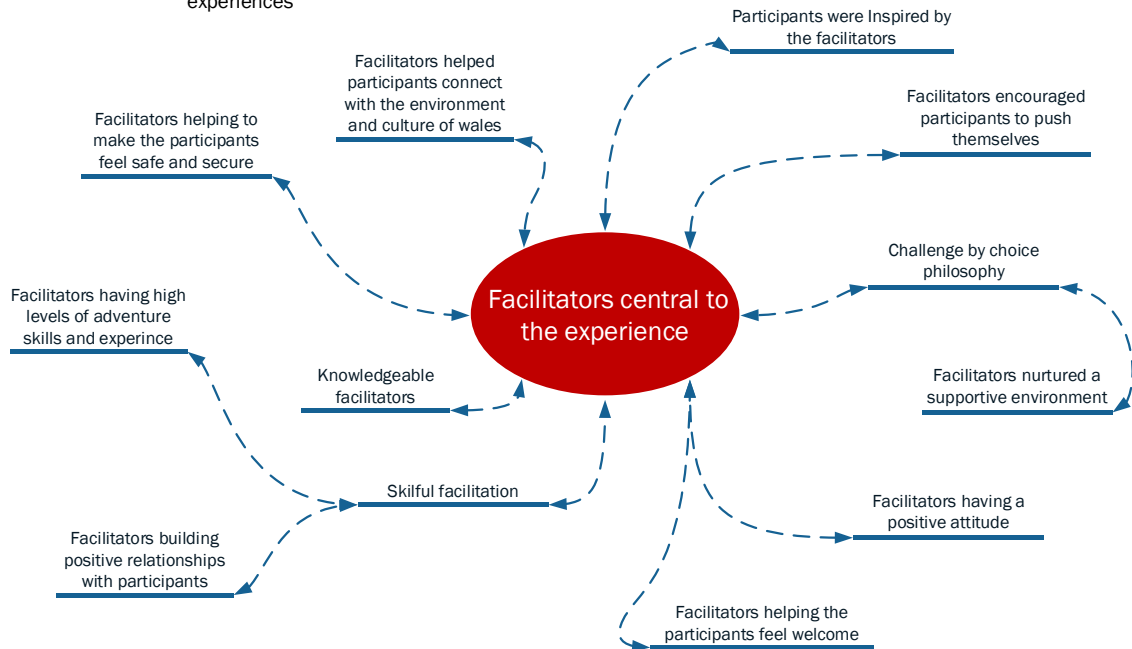 experiences
Participants were Inspired by
the facilitators
Facilitators helped
participants connect
with the environment
and culture of wales
Facilitators encouraged
participants to push
themselves
Facilitators helping to
make the participants
feel safe and secure
Challenge by choice
philosophy
Facilitators central to
the experience
Facilitators having high
levels of adventure
skills and experince
Knowledgeable
facilitators
Facilitators nurtured a
supportive environment
Skilful facilitation
Facilitators having a
positive attitude
Facilitators building
positive relationships
with participants
Facilitators helping the
participants feel welcome